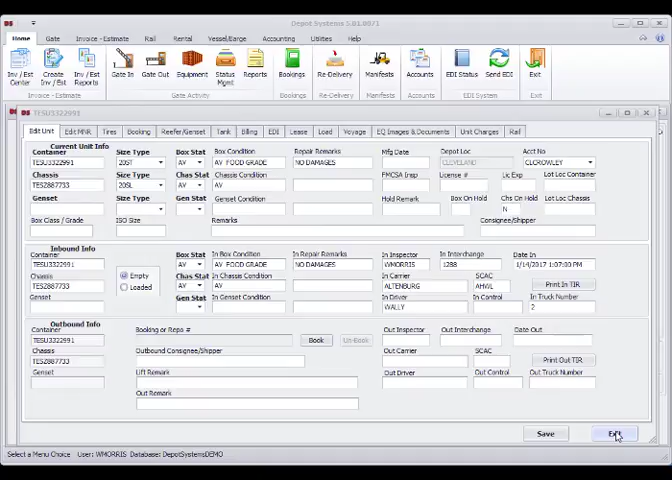 Depot Systems 5.01.0071
Home Gate Invoice - Estimate Rail Rental Vessel/Barge Accounting Utilities Help
Inv / Est Center Create Inv / Est Inv / Est Reports Gate In Gate Out Equipment Status Mgmt Reports Bookings Re-Delivery Manifests Accounts EDI Status Send EDI Exit
Invoice - Estimate Gate Activity Bookings Re-Delivery Manifests Accounts EDI System Exit
TESU3322991
Edit Unit Edit MNR Tires Booking Reefer/Genset Tank Billing EDI Lease Load Voyage EQ Images & Documents Unit Charges Rail
Current Unit Info
Container Size Type Box Stat Box Condition Repair Remarks Mfg Date Depot Loc Acct No
TESU3322991 20ST AV AV FOOD GRADE NO DAMAGES CLEVELAND CLCROWLEY
Chassis Size Type Chas Stat Chassis Condition FMCSA Insp License # Lic Exp Lot Loc Container
TESZ887733 20SL AV AV
Genset Size Type Gen Stat Genset Condition Hold Remark Box On Hold Chs On Hold Lot Loc Chassis
N
Box Class / Grade ISO Size Remarks Consignee/Shipper
Inbound Info
Container Box Stat In Box Condition In Repair Remarks In Inspector In Interchange Date In
TESU3322991 AV AV FOOD GRADE NO DAMAGES WMORRIS 1288 1/14/2017 1:07:00 PM
Empty
Chassis Chas Stat In Chassis Condition In Carrier SCAC Print In TIR
TESZ887733 Loaded AV AV ALTENBURG AHWL
Genset Gen Stat In Genset Condition In Driver In Control In Truck Number
WALLY 2
Outbound Info
Container Booking or Repo # Out Inspector Out Interchange Date Out
TESU3322991 Book Un-Book
Chassis Outbound Consignee/Shipper Out Carrier SCAC Print Out TIR
TESZ887733
Genset Lift Remark Out Driver Out Control Out Truck Number
Out Remark
Save Exit
Select a Menu Choice User: WMORRIS Database: DepotSystemsDEMO